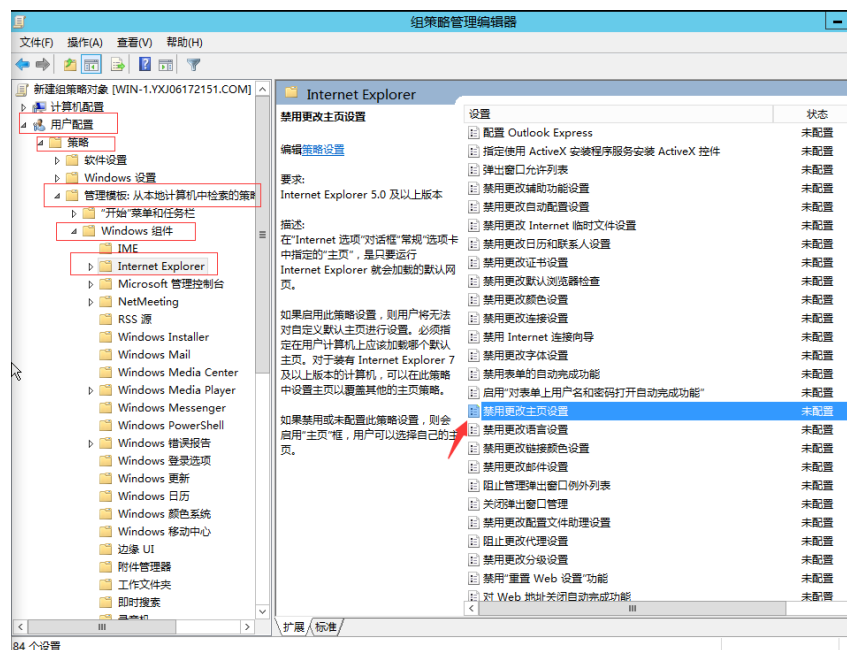 组策略管理编辑器
文件(F) 操作(A) 查看(V) 帮助(H)
新建组策略对象 [WIN-1.YXJ06172151.COM]
计算机配置
用户配置
策略
软件设置
Windows 设置
管理模板: 从本地计算机中检索的策略
"开始"菜单和任务栏
Windows 组件
IME
Internet Explorer
Microsoft 管理控制台
NetMeeting
RSS 源
Windows Installer
Windows Mail
Windows Media Center
Windows Media Player
Windows Messenger
Windows PowerShell
Windows 错误报告
Windows 登录选项
Windows 更新
Windows 日历
Windows 颜色系统
Windows 移动中心
边缘 UI
附件管理器
工作文件夹
即时搜索
录音机
Internet Explorer
禁用更改主页设置
编辑策略设置
要求:
Internet Explorer 5.0 及以上版本
描述:
在"Internet 选项"对话框"常规"选项卡
中指定的"主页"，是只要运行
Internet Explorer 就会加载的默认网
页。
如果启用此策略设置，则用户将无法
对自定义默认主页进行设置。必须指
定在用户计算机上应该加载哪个默认
主页。对于装有 Internet Explorer 7
及以上版本的计算机，可以在此策略
中设置主页以覆盖其他的主页策略。
如果禁用或未配置此策略设置，则会
启用"主页"框，用户可以选择自己的主
页。
设置 状态
配置 Outlook Express 未配置
指定使用 ActiveX 安装程序服务安装 ActiveX 控件 未配置
弹出窗口允许列表 未配置
禁用更改辅助功能设置 未配置
禁用更改自动配置设置 未配置
禁用更改 Internet 临时文件设置 未配置
禁用更改日历和联系人设置 未配置
禁用更改证书设置 未配置
禁用更改默认浏览器检查 未配置
禁用更改颜色设置 未配置
禁用更改连接设置 未配置
禁用 Internet 连接向导 未配置
禁用更改字体设置 未配置
禁用表单的自动完成功能 未配置
启用"对表单上用户名和密码打开自动完成功能" 未配置
禁用更改主页设置 未配置
禁用更改语言设置 未配置
禁用更改链接颜色设置 未配置
禁用更改邮件设置 未配置
阻止管理弹出窗口例外列表 未配置
关闭弹出窗口管理 未配置
禁用更改配置文件助理设置 未配置
阻止更改代理设置 未配置
禁用更改分级设置 未配置
禁用"重置 Web 设置"功能 未配置
对 Web 地址关闭自动完成功能 未配置
扩展 标准
84 个设置